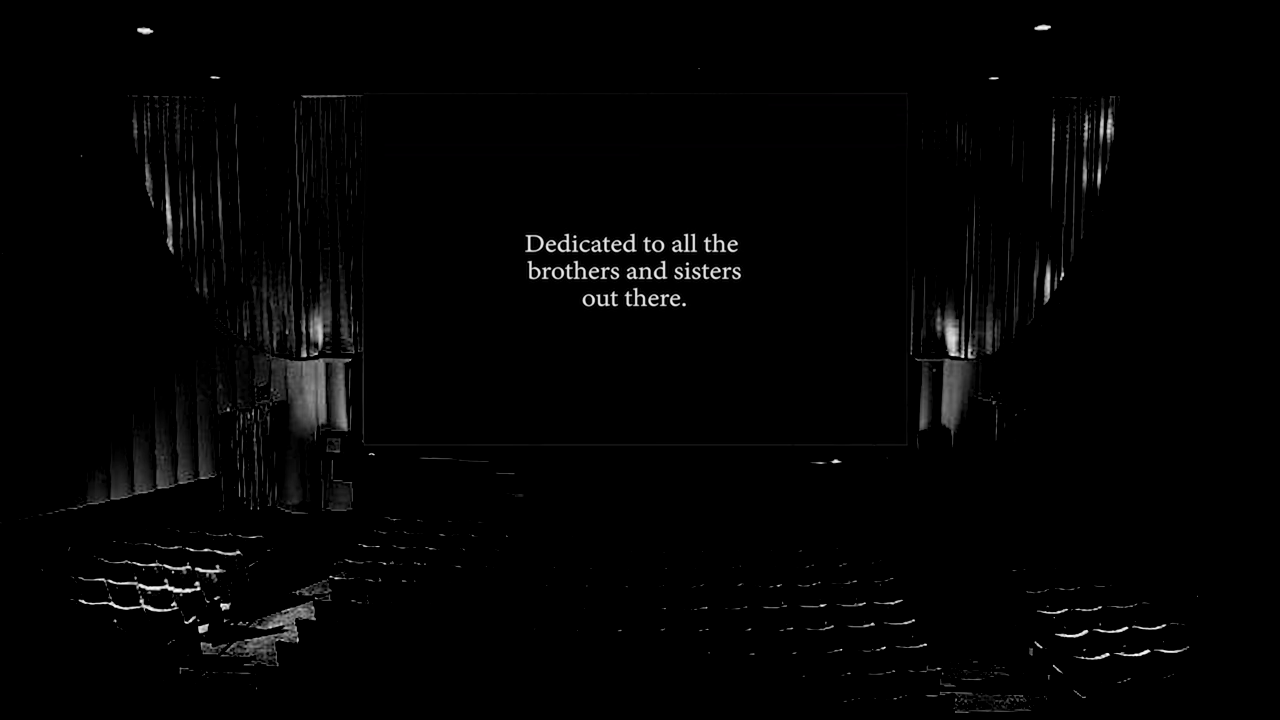 Dedicated to all the
brothers and sisters
out there.